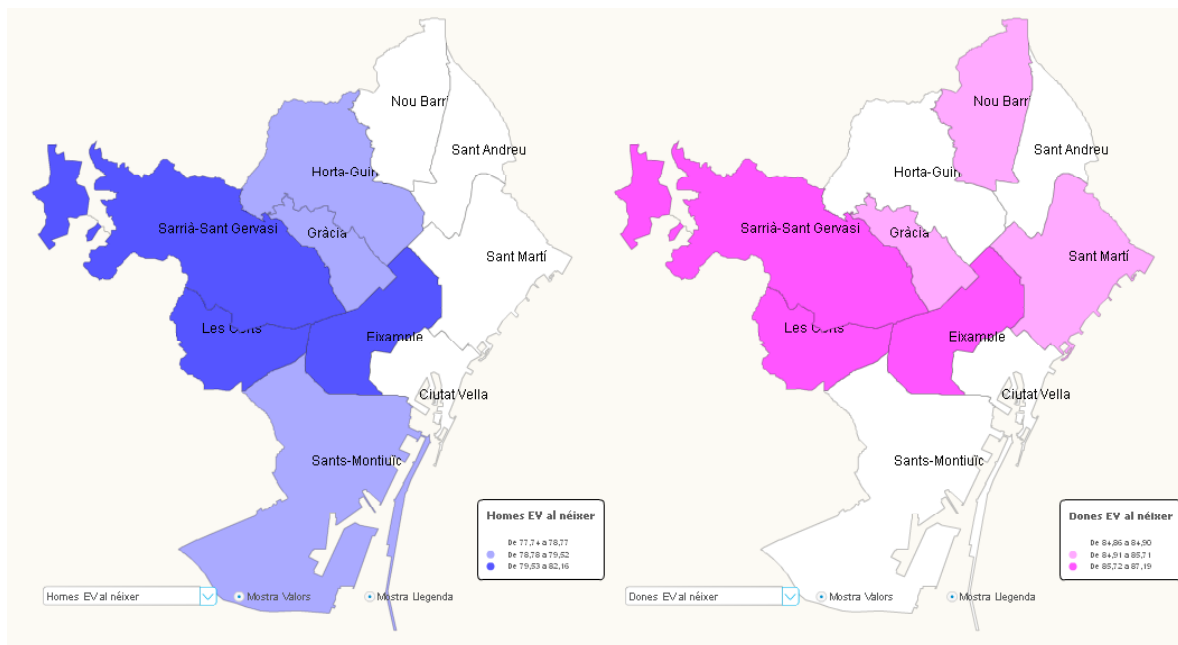 Nou Barri
Sant Andreu
Horta-Guin
Sarrià-Sant Gervasi
Gràcia
Sant Martí
Les Corts
Eixample
Ciutat Vella
Sants-Montjuïc
Homes EV al néixer
De 77,74 a 78,77
De 78,78 a 79,52
De 79,53 a 82,16
Homes EV al néixer
Mostra Valors
Mostra Llegenda
Nou Barri
Sant Andreu
Horta-Guin
Sarrià-Sant Gervasi
Gràcia
Sant Martí
Les Corts
Eixample
Ciutat Vella
Sants-Montjuïc
Dones EV al néixer
De 84,86 a 84,90
De 84,91 a 85,71
De 85,72 a 87,19
Dones EV al néixer
Mostra Valors
Mostra Llegenda